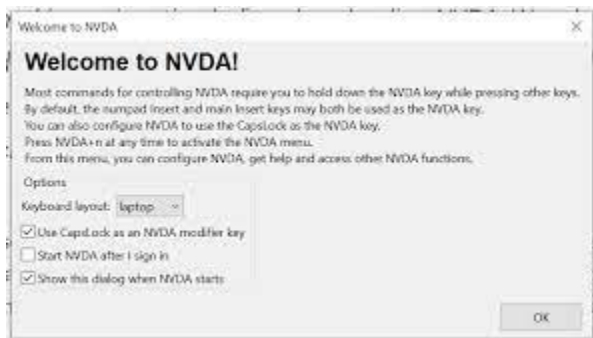 Welcome to NVDA
Welcome to NVDA!
Most commands for controlling NVDA require you to hold down the NVDA key while pressing other keys.
By default, the numpad Insert and main Insert keys may both be used as the NVDA key.
You can also configure NVDA to use the CapsLock as the NVDA key.
Press NVDA+n at any time to activate the NVDA menu.
From this menu, you can configure NVDA, get help and access other NVDA functions.
Options
Keyboard layout: laptop
Use CapsLock as an NVDA modifier key
Start NVDA after I sign in
Show this dialog when NVDA starts
OK